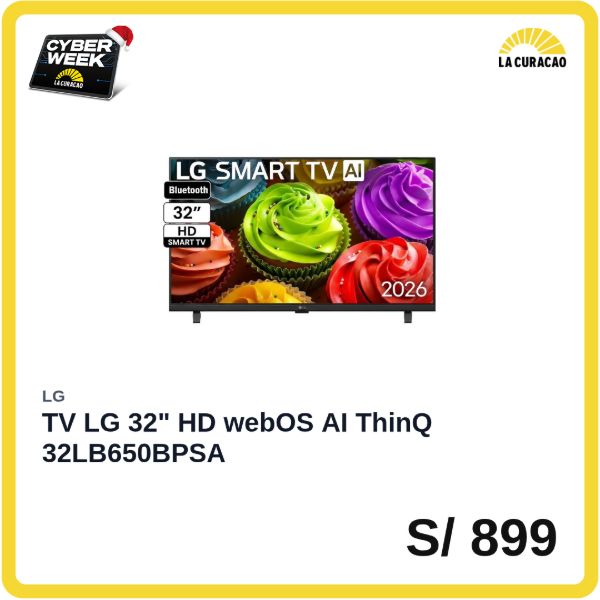 CYBER
WEEK
LA CURACAO
LA CURACAO
LG SMART TV AI
Bluetooth
32"
HD
SMART TV
2026
LG
LG
TV LG 32" HD webOS AI ThinQ
32LB650BPSA
S/ 899